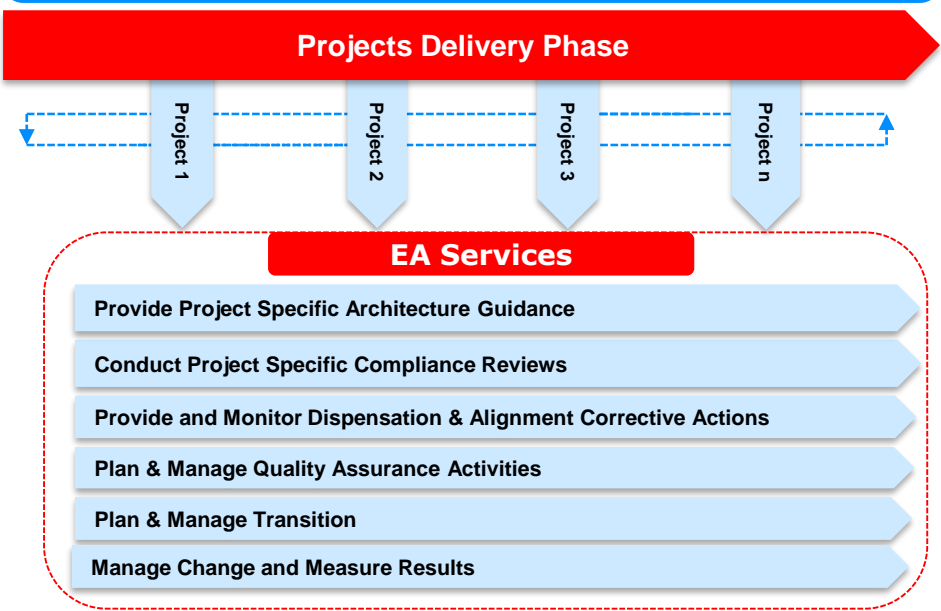 Projects Delivery Phase
Project 1
Project 2
Project 3
Project n
EA Services
Provide Project Specific Architecture Guidance
Conduct Project Specific Compliance Reviews
Provide and Monitor Dispensation & Alignment Corrective Actions
Plan & Manage Quality Assurance Activities
Plan & Manage Transition
Manage Change and Measure Results